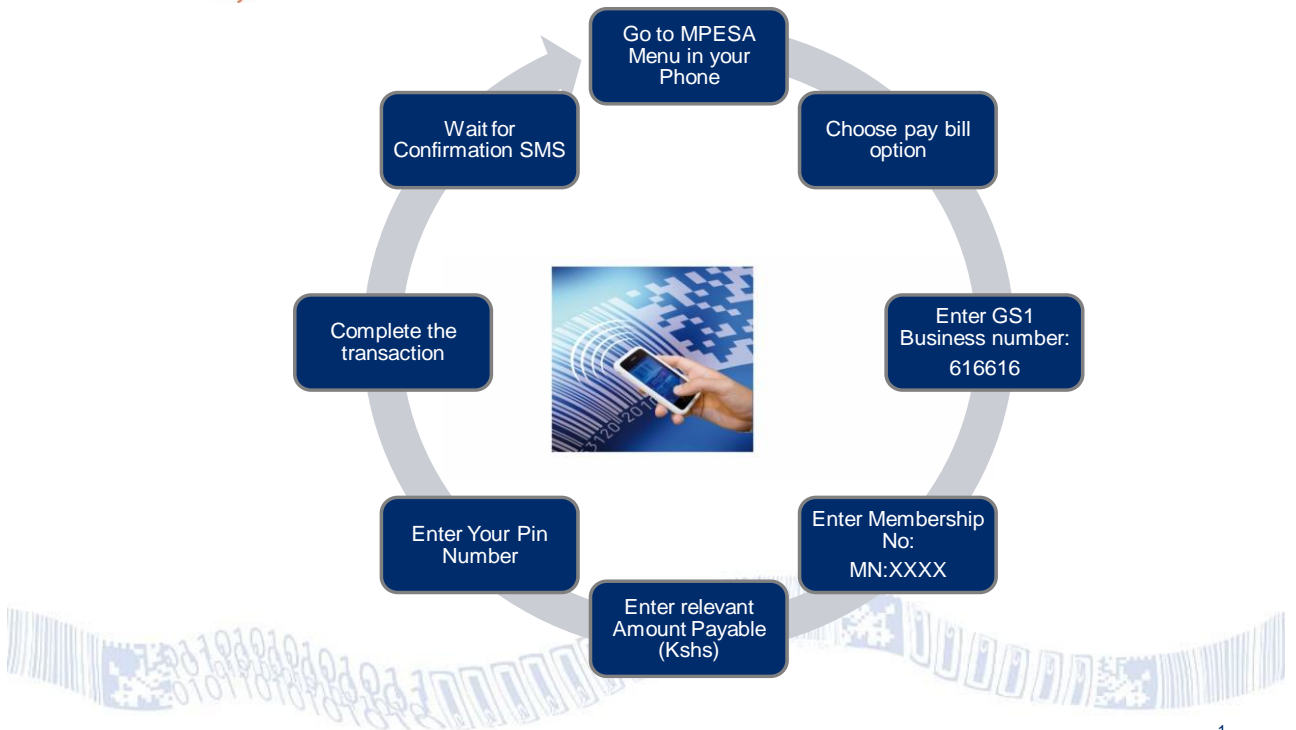 Go to MPESA
Menu in your
Phone
Choose pay bill
option
Enter GS1
Business number:
616616
Enter Membership
No:
MN:XXXX
Enter relevant
Amount Payable
(Kshs)
Enter Your Pin
Number
Complete the
transaction
Wait for
Confirmation SMS
1